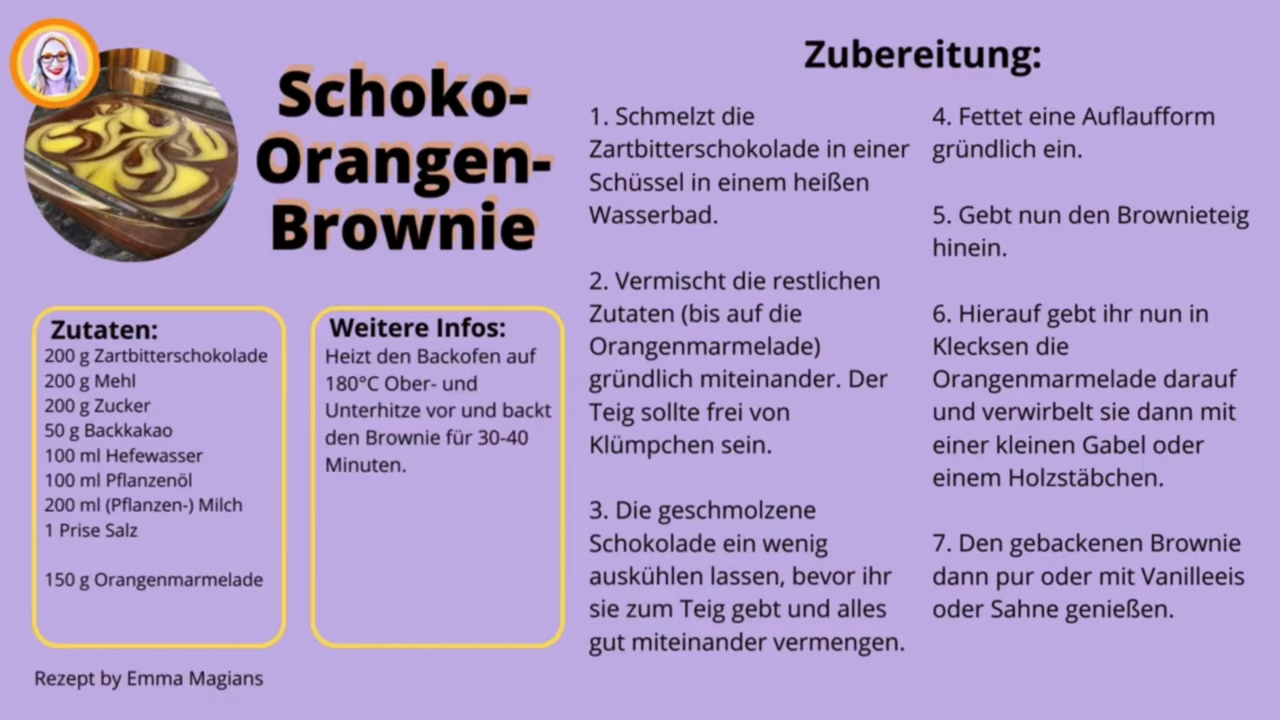 Schoko-
Orangen-
Brownie
Zutaten:
200 g Zartbitterschokolade
200 g Mehl
200 g Zucker
50 g Backkakao
100 ml Hefewasser
100 ml Pflanzenöl
200 ml (Pflanzen-) Milch
1 Prise Salz
150 g Orangenmarmelade
Weitere Infos:
Heizt den Backofen auf
180°C Ober- und
Unterhitze vor und backt
den Brownie für 30-40
Minuten.
Rezept by Emma Magians
Zubereitung:
1. Schmelzt die
Zartbitterschokolade in einer
Schüssel in einem heißen
Wasserbad.
2. Vermischt die restlichen
Zutaten (bis auf die
Orangenmarmelade)
gründlich miteinander. Der
Teig sollte frei von
Klümpchen sein.
3. Die geschmolzene
Schokolade ein wenig
auskühlen lassen, bevor ihr
sie zum Teig gebt und alles
gut miteinander vermengen.
4. Fettet eine Auflaufform
gründlich ein.
5. Gebt nun den Brownieteig
hinein.
6. Hierauf gebt ihr nun in
Klecksen die
Orangenmarmelade darauf
und verwirbelt sie dann mit
einer kleinen Gabel oder
einem Holzstäbchen.
7. Den gebackenen Brownie
dann pur oder mit Vanilleeis
oder Sahne genießen.